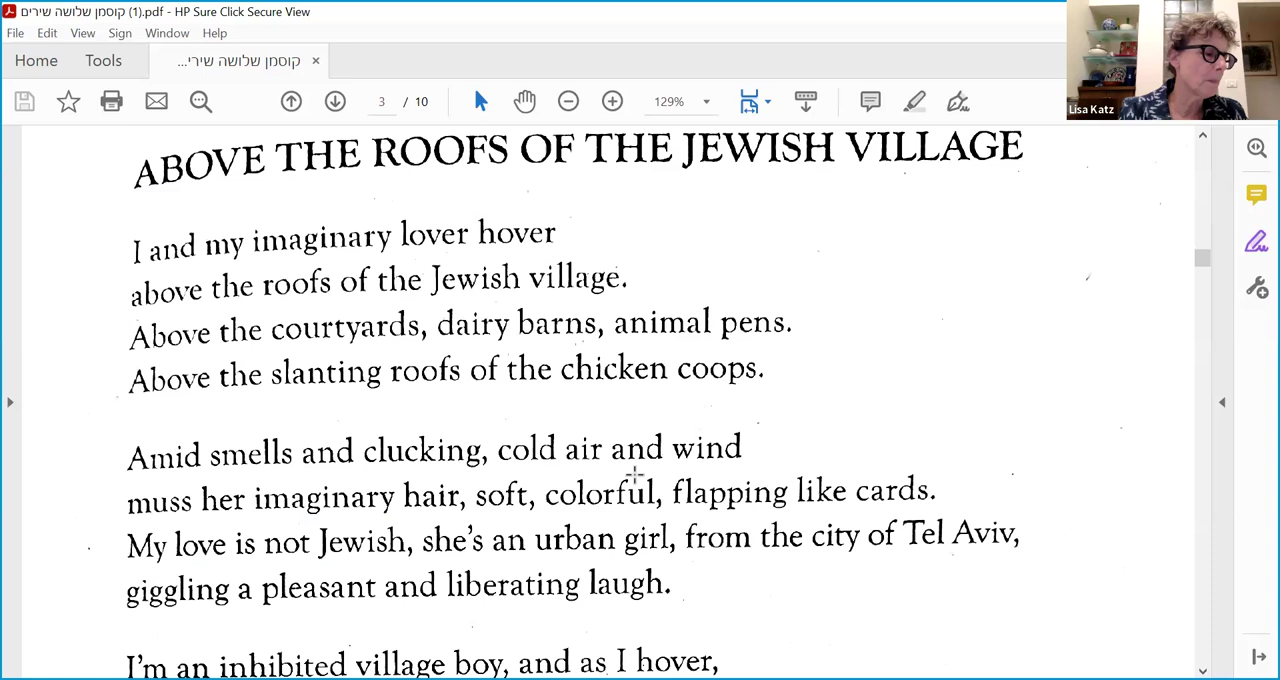 קוסמן שלושה שירים (1).pdf - HP Sure Click Secure View
File Edit View Sign Window Help
Home Tools קוסמן שלושה שירי... ×
3 / 10 129%
Lisa Katz
ABOVE THE ROOFS OF THE JEWISH VILLAGE
I and my imaginary lover hover
above the roofs of the Jewish village.
Above the courtyards, dairy barns, animal pens.
Above the slanting roofs of the chicken coops.
Amid smells and clucking, cold air and wind
muss her imaginary hair, soft, colorful, flapping like cards.
My love is not Jewish, she's an urban girl, from the city of Tel Aviv,
giggling a pleasant and liberating laugh.
I'm an inhibited village boy, and as I hover,